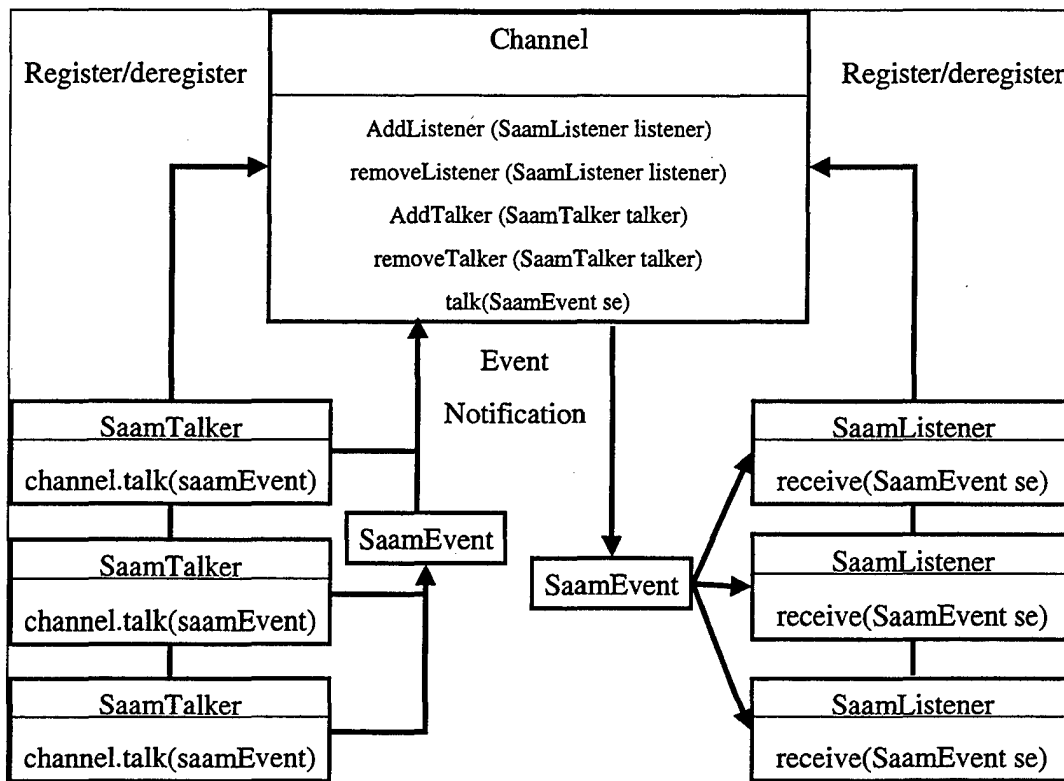 Channel
Register/deregister
Register/deregister
AddListener (SaamListener listener)
removeListener (SaamListener listener)
AddTalker (SaamTalker talker)
removeTalker (SaamTalker talker)
talk(SaamEvent se)
Event
Notification
SaamTalker
channel.talk(saamEvent)
SaamTalker
channel.talk(saamEvent)
SaamTalker
channel.talk(saamEvent)
SaamEvent
SaamEvent
SaamListener
receive(SaamEvent se)
SaamListener
receive(SaamEvent se)
SaamListener
receive(SaamEvent se)